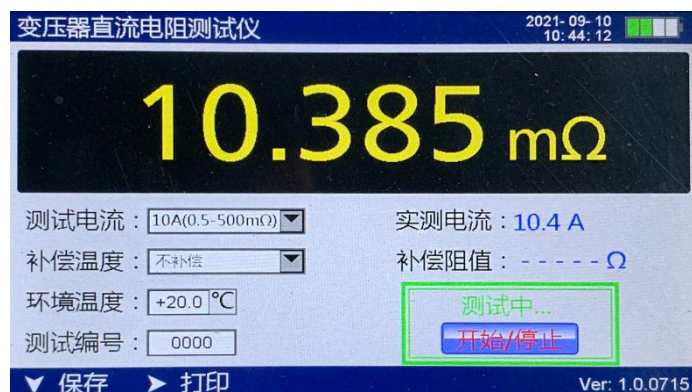 变压器直流电阻测试仪
2021-09-10
10:44:12
10.385 mΩ
测试电流：10A(0.5-500mΩ)
实测电流：10.4 A
补偿温度：不补偿
补偿阻值：-----Ω
环境温度：+20.0 ℃
测试中...
测试编号：0000
开始/停止
保存
打印
Ver: 1.0.0715